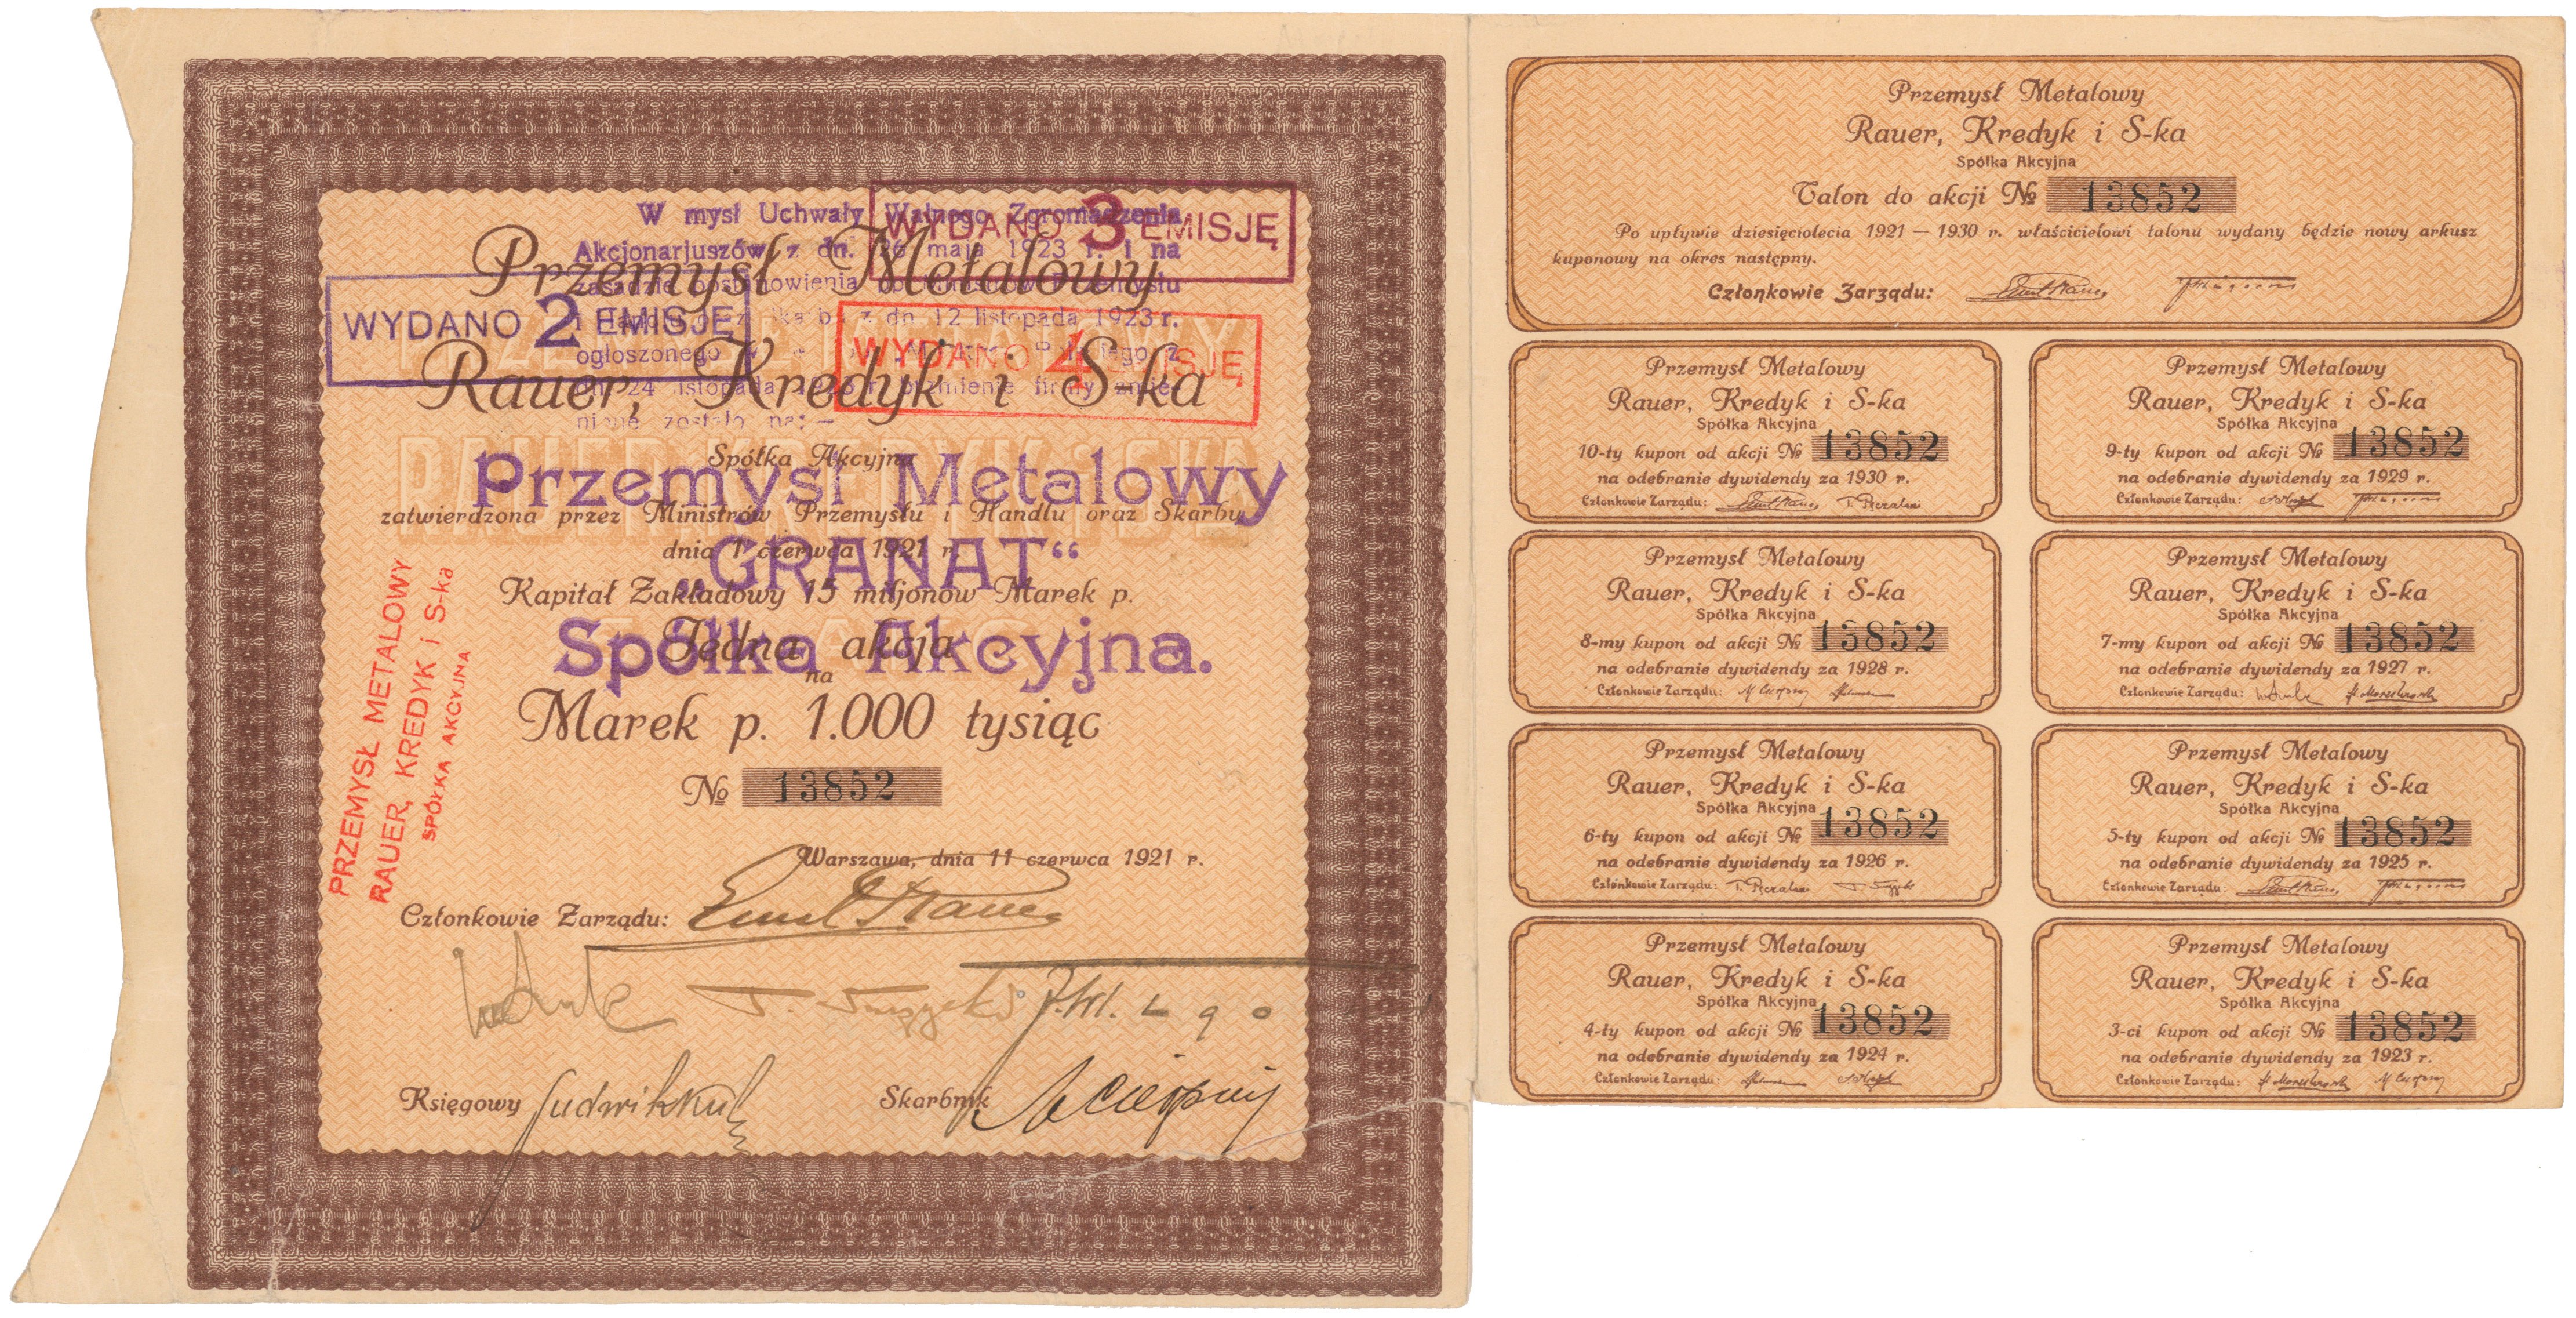 Przemysł Metalowy
Rauer, Kredyk i S-ka
Spółka Akcyjna
zatwierdzona przez Ministrów Przemysłu i Handlu oraz Skarbu
dnia 1 czerwca 1921 r.
Kapitał Zakładowy 15 miljonów Marek p.
Jedna akcja
na
Marek p. 1.000 tysiąc
№ 13852
Warszawa, dnia 11 czerwca 1921 r.
Członkowie Zarządu:
Księgowy
Skarbnik
W mysl Uchwały Walnego Zgromadzenia
Akcjonarjuszów z dn. 26 maja 1923 r. i na
zasadzie postanowienia Przemysłu
i z dn 12 listopada 1923 r.
ogłoszonego
dn 24 listopada brzmienie firmy zmie-
nione zostało na: —
Przemysł Metalowy
„GRANAT“
Spółka Akcyjna.
WYDANO 2 EMISJĘ
WYDANO 3 EMISJĘ
WYDANO 4 EMISJĘ
PRZEMYSŁ METALOWY
RAUER, KREDYK i S-ka
SPÓŁKA AKCYJNA
Przemysł Metalowy
Rauer, Kredyk i S-ka
Spółka Akcyjna
Talon do akcji № 13852
Po upływie dziesięciolecia 1921 — 1930 r. właścicielowi talonu wydany będzie nowy arkusz
kuponowy na okres następny.
Członkowie Zarządu:
Przemysł Metalowy
Rauer, Kredyk i S-ka
Spółka Akcyjna
10-ty kupon od akcji № 13852
na odebranie dywidendy za 1930 r.
Członkowie Zarządu:
Przemysł Metalowy
Rauer, Kredyk i S-ka
Spółka Akcyjna
9-ty kupon od akcji № 13852
na odebranie dywidendy za 1929 r.
Członkowie Zarządu:
Przemysł Metalowy
Rauer, Kredyk i S-ka
Spółka Akcyjna
8-my kupon od akcji № 13852
na odebranie dywidendy za 1928 r.
Członkowie Zarządu:
Przemysł Metalowy
Rauer, Kredyk i S-ka
Spółka Akcyjna
7-my kupon od akcji № 13852
na odebranie dywidendy za 1927 r.
Członkowie Zarządu:
Przemysł Metalowy
Rauer, Kredyk i S-ka
Spółka Akcyjna
6-ty kupon od akcji № 13852
na odebranie dywidendy za 1926 r.
Członkowie Zarządu:
Przemysł Metalowy
Rauer, Kredyk i S-ka
Spółka Akcyjna
5-ty kupon od akcji № 13852
na odebranie dywidendy za 1925 r.
Członkowie Zarządu:
Przemysł Metalowy
Rauer, Kredyk i S-ka
Spółka Akcyjna
4-ty kupon od akcji № 13852
na odebranie dywidendy za 1924 r.
Członkowie Zarządu:
Przemysł Metalowy
Rauer, Kredyk i S-ka
Spółka Akcyjna
3-ci kupon od akcji № 13852
na odebranie dywidendy za 1923 r.
Członkowie Zarządu: